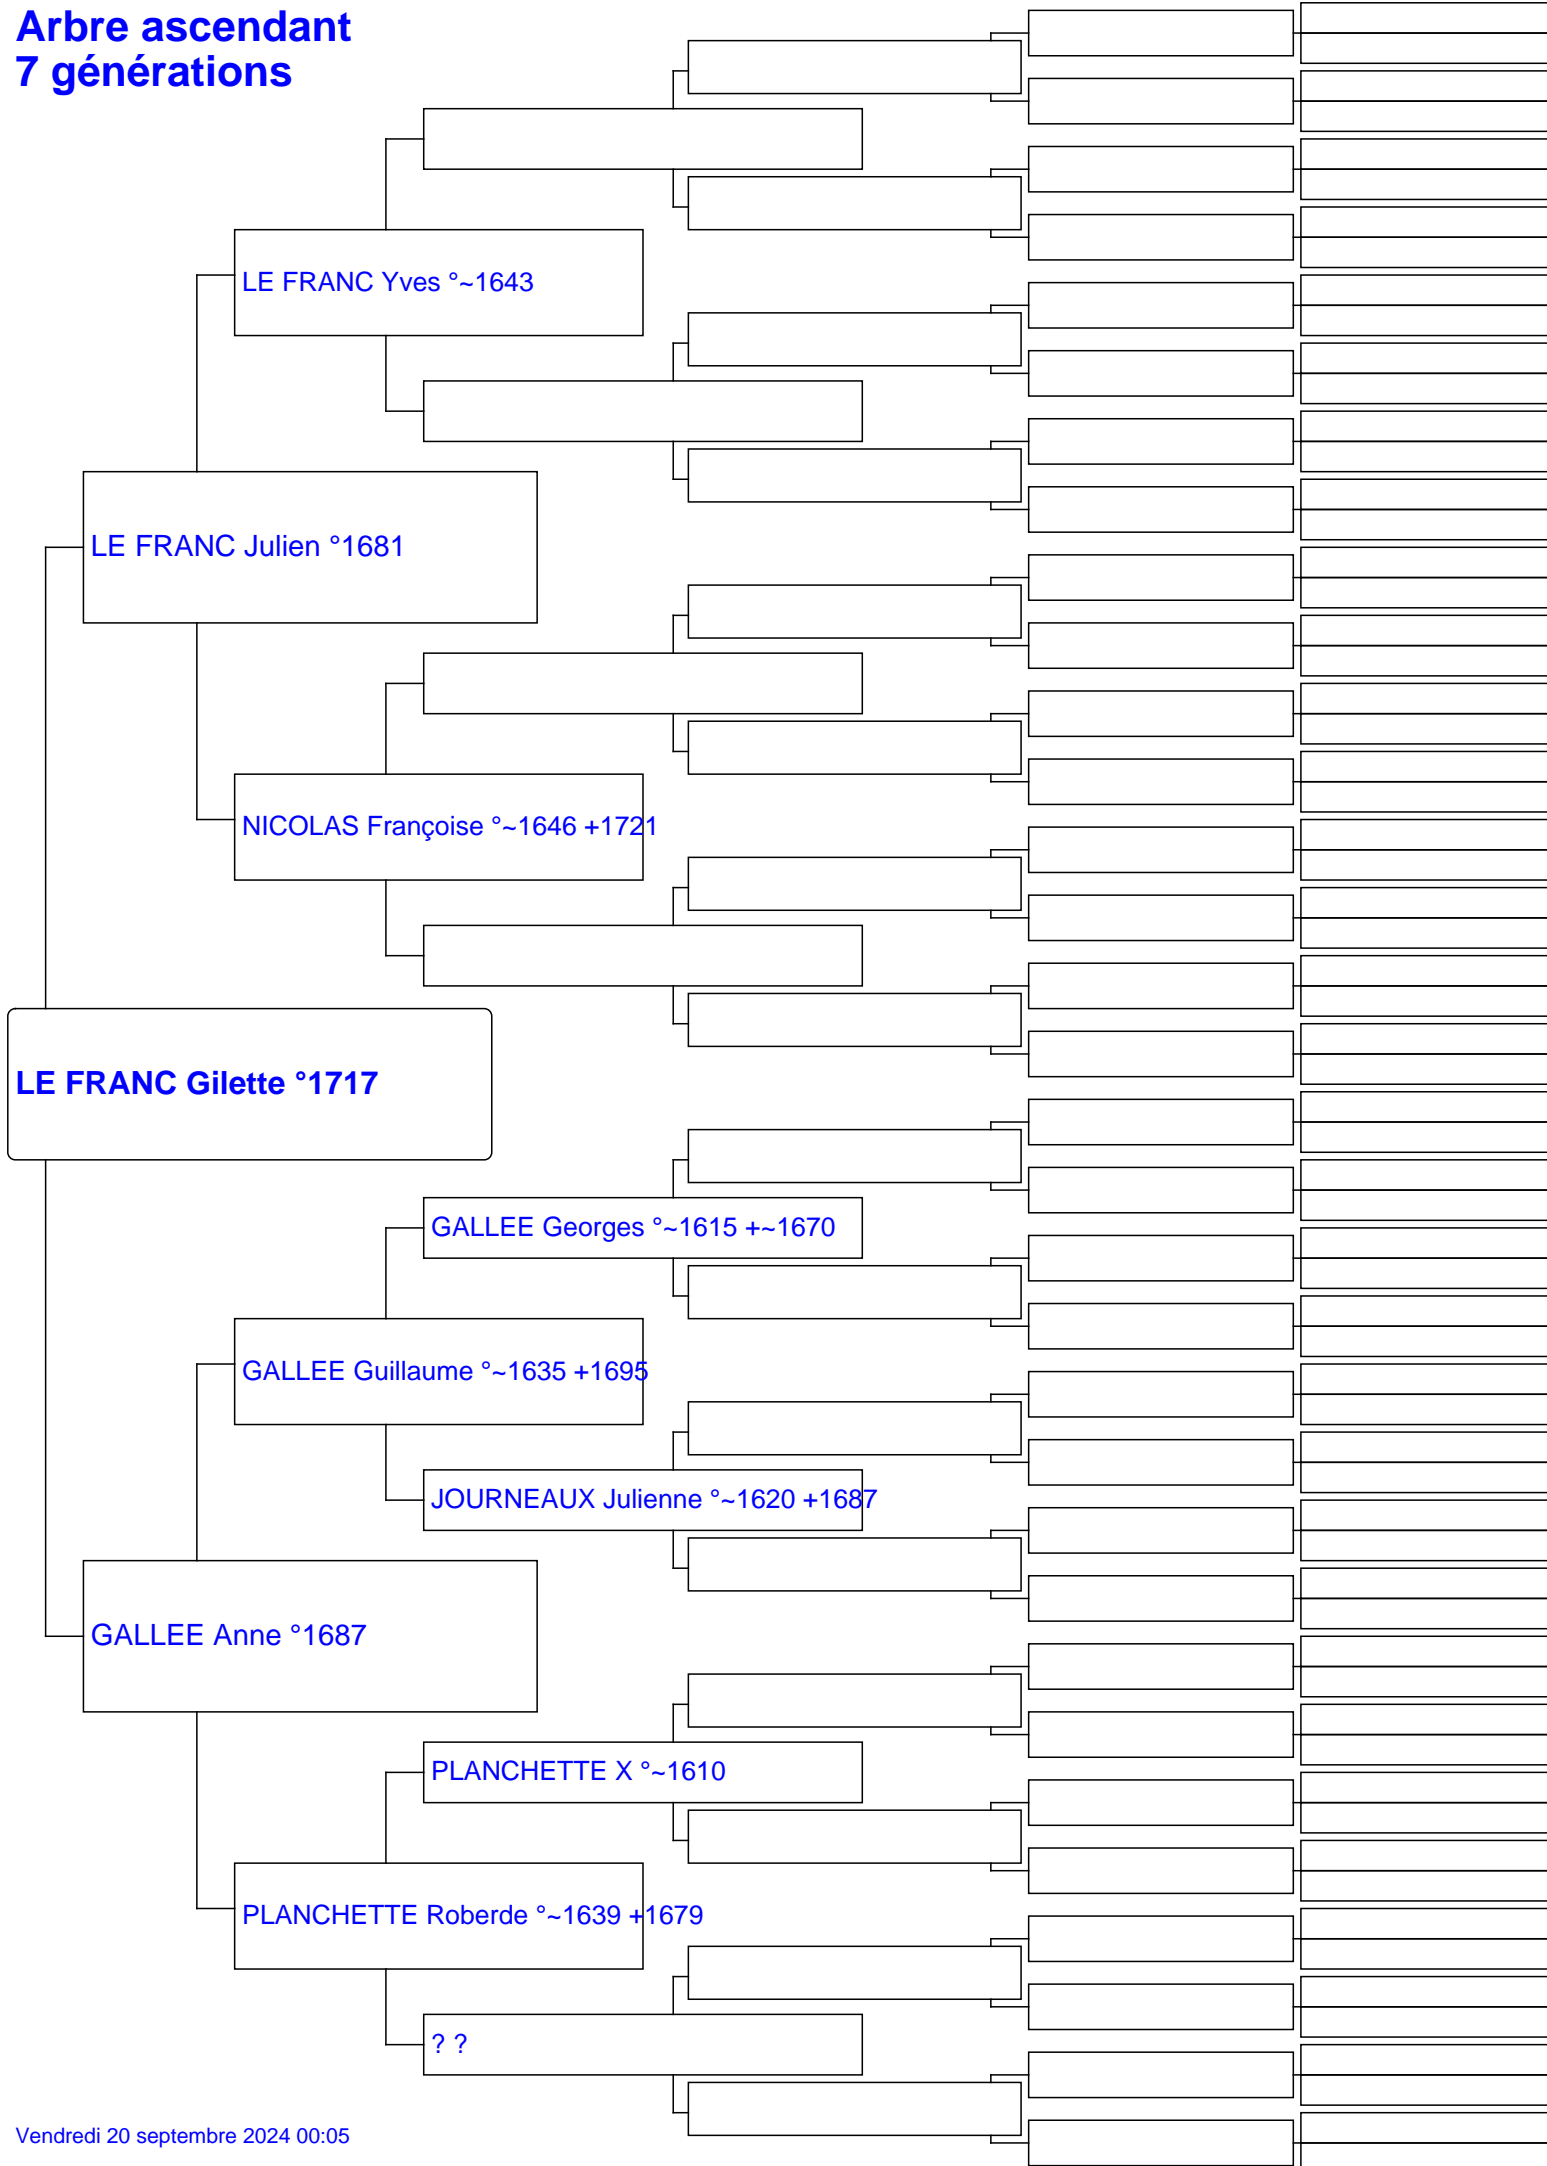 Arbre ascendant
7 générations
LE FRANC Yves °~1643
LE FRANC Julien °1681
NICOLAS Françoise °~1646 +1721
LE FRANC Gilette °1717
GALLEE Georges °~1615 +~1670
GALLEE Guillaume °~1635 +1695
JOURNEAUX Julienne °~1620 +1687
GALLEE Anne °1687
PLANCHETTE X °~1610
PLANCHETTE Roberde °~1639 +1679
? ?
Vendredi 20 septembre 2024 00:05